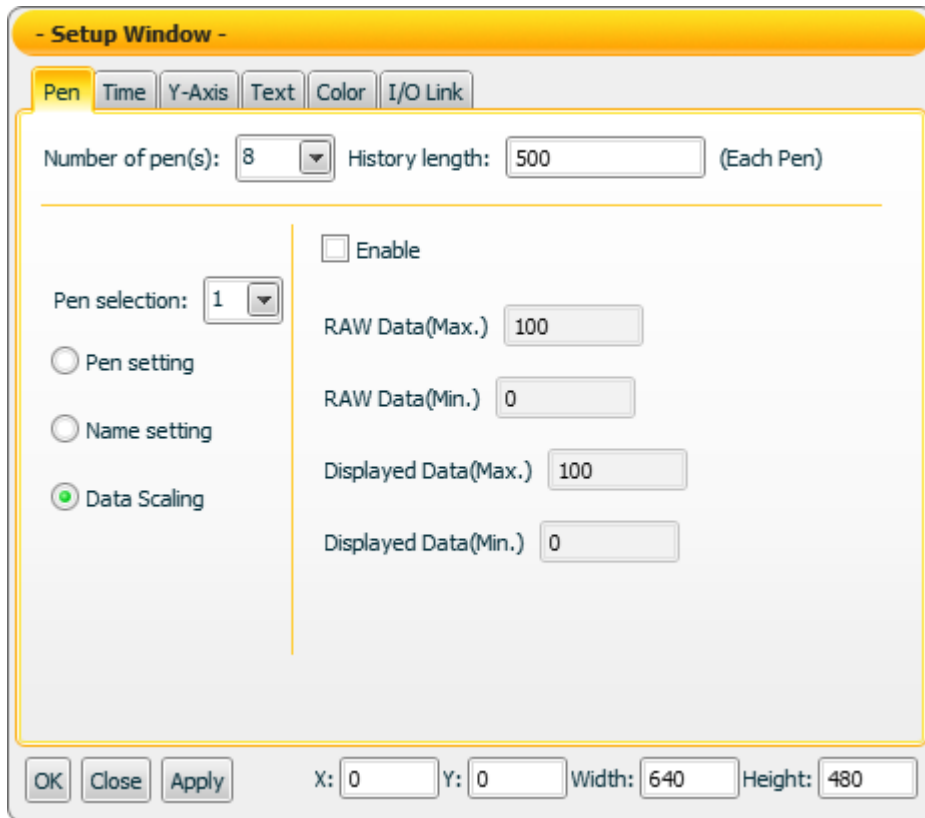 - Setup Window -
Pen Time Y-Axis Text Color I/O Link
Number of pen(s): 8 History length: 500 (Each Pen)
Enable
Pen selection: 1
RAW Data(Max.) 100
Pen setting
RAW Data(Min.) 0
Name setting
Displayed Data(Max.) 100
Data Scaling
Displayed Data(Min.) 0
OK Close Apply X: 0 Y: 0 Width: 640 Height: 480